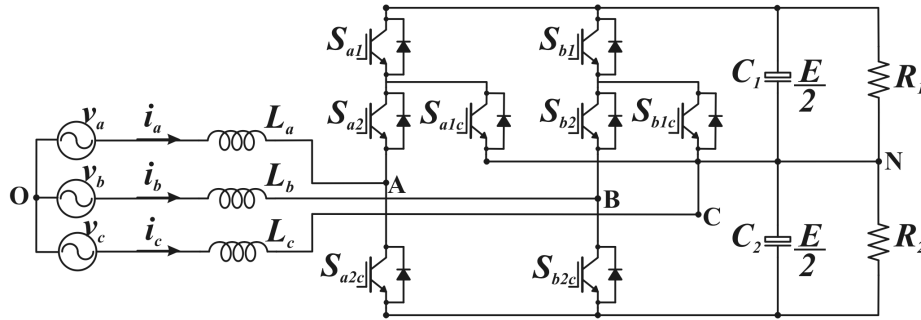 S_{a1}
S_{b1}
C_1
E/2
R_1
S_{a2}
S_{a1c}
S_{b2}
S_{b1c}
v_a
i_a
L_a
N
A
O
v_b
i_b
L_b
B
C
v_c
i_c
L_c
S_{a2c}
S_{b2c}
C_2
E/2
R_2